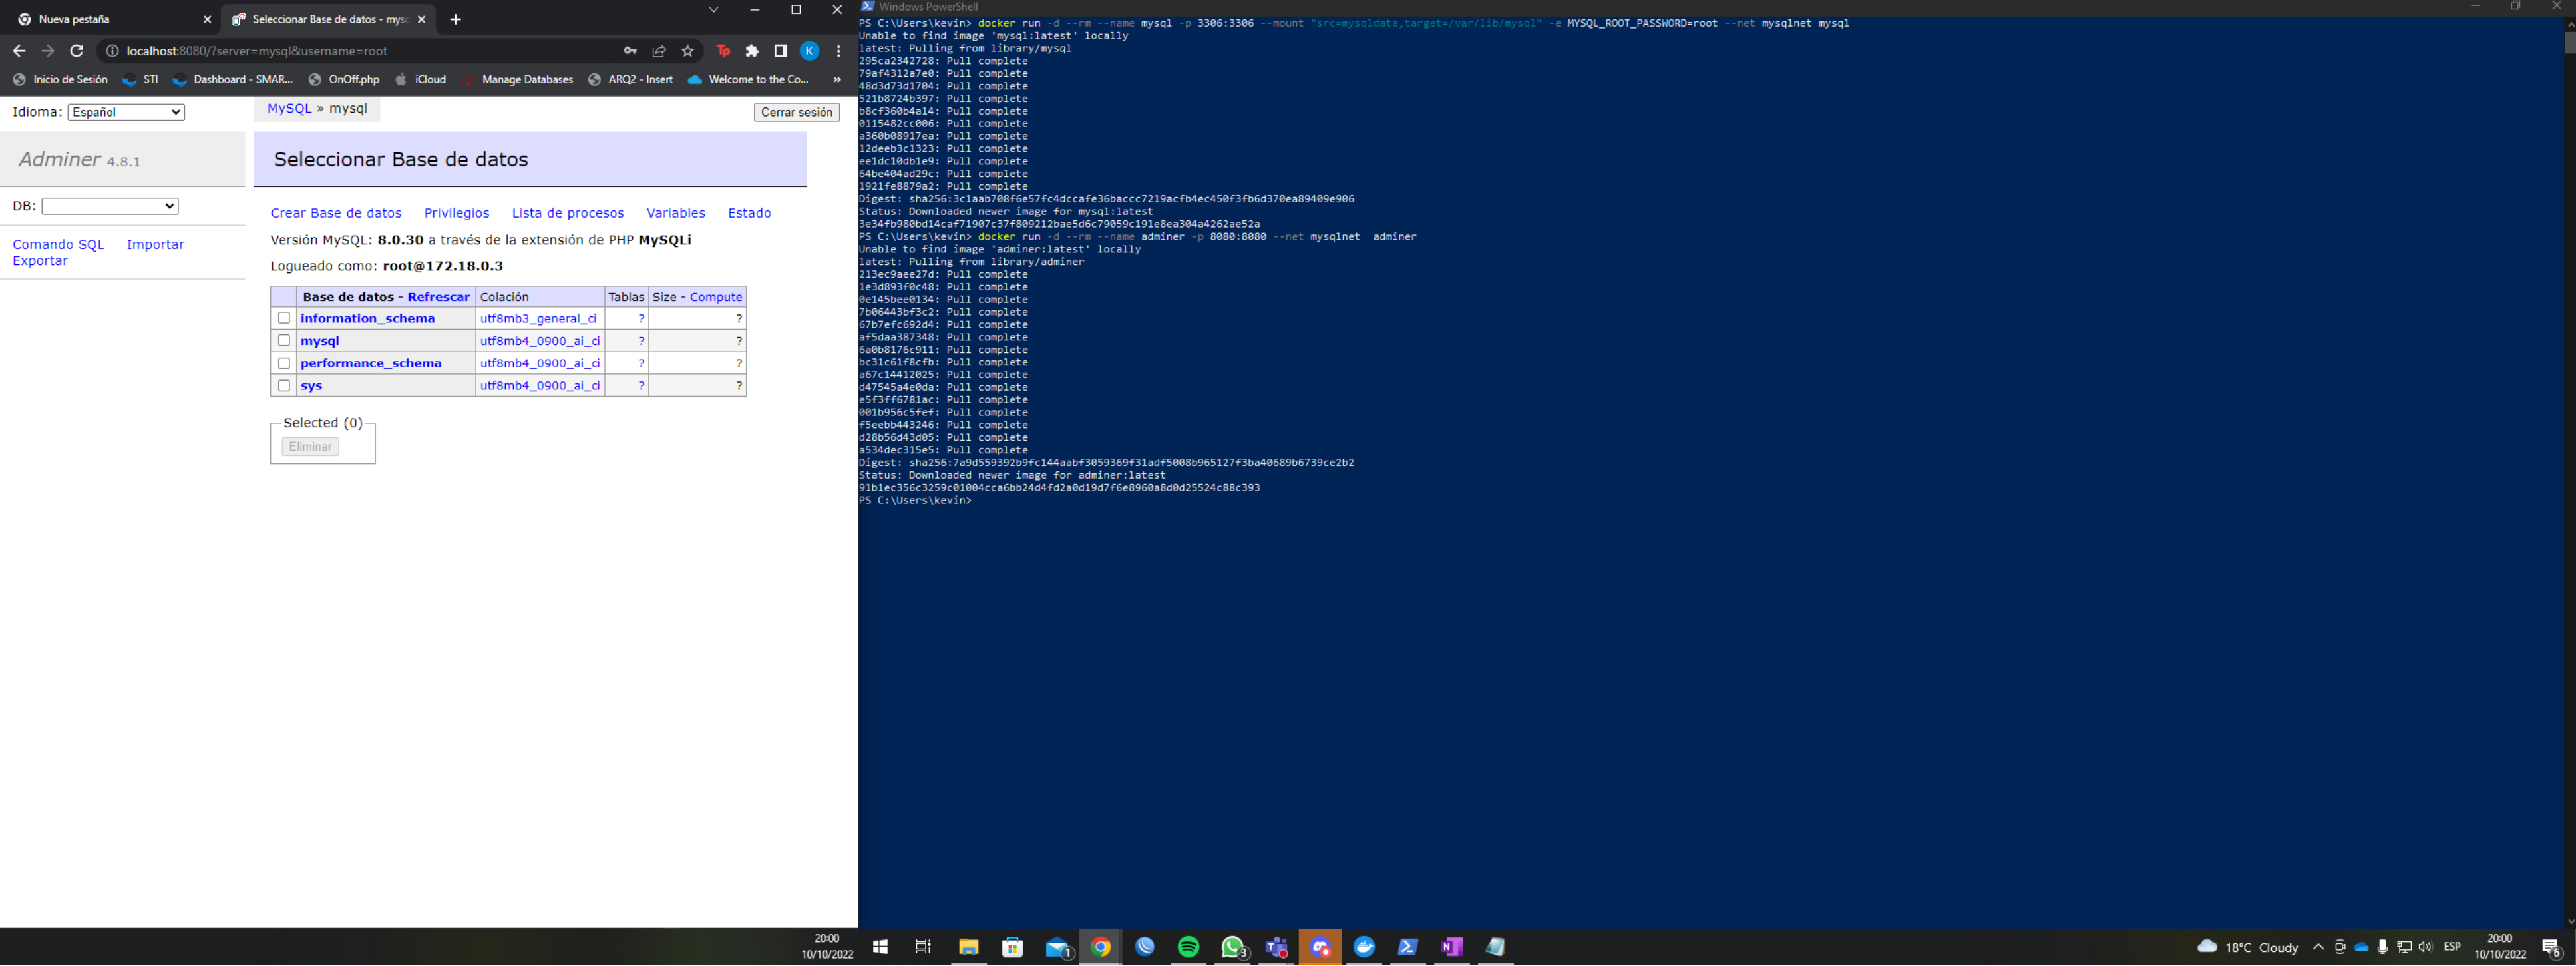 Nueva pestaña
Seleccionar Base de datos - mysq
localhost:8080/?server=mysql&username=root
Tp
K
Inicio de Sesión
STI
Dashboard - SMAR...
OnOff.php
iCloud
Manage Databases
ARQ2 - Insert
Welcome to the Co...
»
Idioma: Español
MySQL » mysql
Cerrar sesión
Adminer 4.8.1
Seleccionar Base de datos
DB:
Comando SQL Importar
Exportar
Crear Base de datos Privilegios Lista de procesos Variables Estado
Versión MySQL: 8.0.30 a través de la extensión de PHP MySQLi
Logueado como: root@172.18.0.3
Base de datos - Refrescar Colación Tablas Size - Compute
information_schema utf8mb3_general_ci ? ?
mysql utf8mb4_0900_ai_ci ? ?
performance_schema utf8mb4_0900_ai_ci ? ?
sys utf8mb4_0900_ai_ci ? ?
Selected (0)
Eliminar
Windows PowerShell
PS C:\Users\kevin> docker run -d --rm --name mysql -p 3306:3306 --mount "src=mysqldata,target=/var/lib/mysql" -e MYSQL_ROOT_PASSWORD=root --net mysqlnet mysql
Unable to find image 'mysql:latest' locally
latest: Pulling from library/mysql
295ca2342728: Pull complete
79af4312a7e0: Pull complete
48d3d73d1704: Pull complete
521b8724b397: Pull complete
b8cf360b4a14: Pull complete
0115482cc006: Pull complete
a360b08917ea: Pull complete
12deeb3c1323: Pull complete
ee1dc10db1e9: Pull complete
64be404ad29c: Pull complete
1921fe8879a2: Pull complete
Digest: sha256:3c1aab708f6e57fc4dccafe36baccc7219acfb4ec450f3fb6d370ea89409e906
Status: Downloaded newer image for mysql:latest
3e34fb980bd14caf71907c37f809212bae5d6c79059c191e8ea304a4262ae52a
PS C:\Users\kevin> docker run -d --rm --name adminer -p 8080:8080 --net mysqlnet  adminer
Unable to find image 'adminer:latest' locally
latest: Pulling from library/adminer
213ec9aee27d: Pull complete
1e3d893f0c48: Pull complete
0e145bee0134: Pull complete
7b06443bf3c2: Pull complete
67b7efc692d4: Pull complete
af5daa387348: Pull complete
6a0b8176c911: Pull complete
bc31c61f8cfb: Pull complete
a67c14412025: Pull complete
d47545a4e0da: Pull complete
e5f3ff6781ac: Pull complete
001b956c5fef: Pull complete
f5eebb443246: Pull complete
d28b56d43d05: Pull complete
a534dec315e5: Pull complete
Digest: sha256:7a9d559392b9fc144aabf3059369f31adf5008b965127f3ba40689b6739ce2b2
Status: Downloaded newer image for adminer:latest
91b1ec356c3259c01004cca6bb24d4fd2a0d19d7f6e8960a8d0d25524c88c393
PS C:\Users\kevin>
20:00
10/10/2022
1
3
18°C Cloudy
ESP
20:00
10/10/2022
6